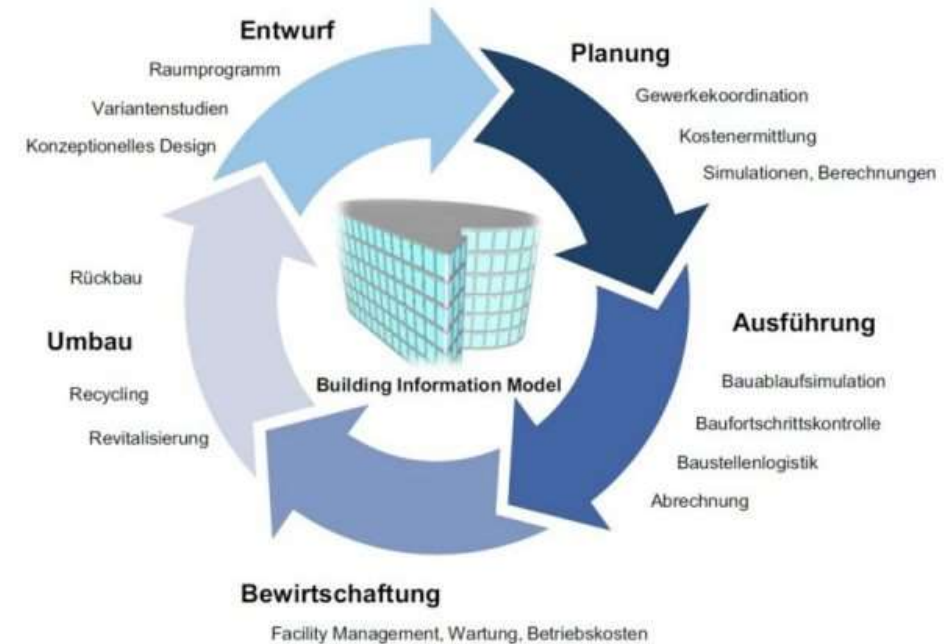 Entwurf
Raumprogramm
Variantenstudien
Konzeptionelles Design
Planung
Gewerkekoordination
Kostenermittlung
Simulationen, Berechnungen
Ausführung
Bauablaufsimulation
Baufortschrittskontrolle
Baustellenlogistik
Abrechnung
Bewirtschaftung
Facility Management, Wartung, Betriebskosten
Rückbau
Umbau
Recycling
Revitalisierung
Building Information Model